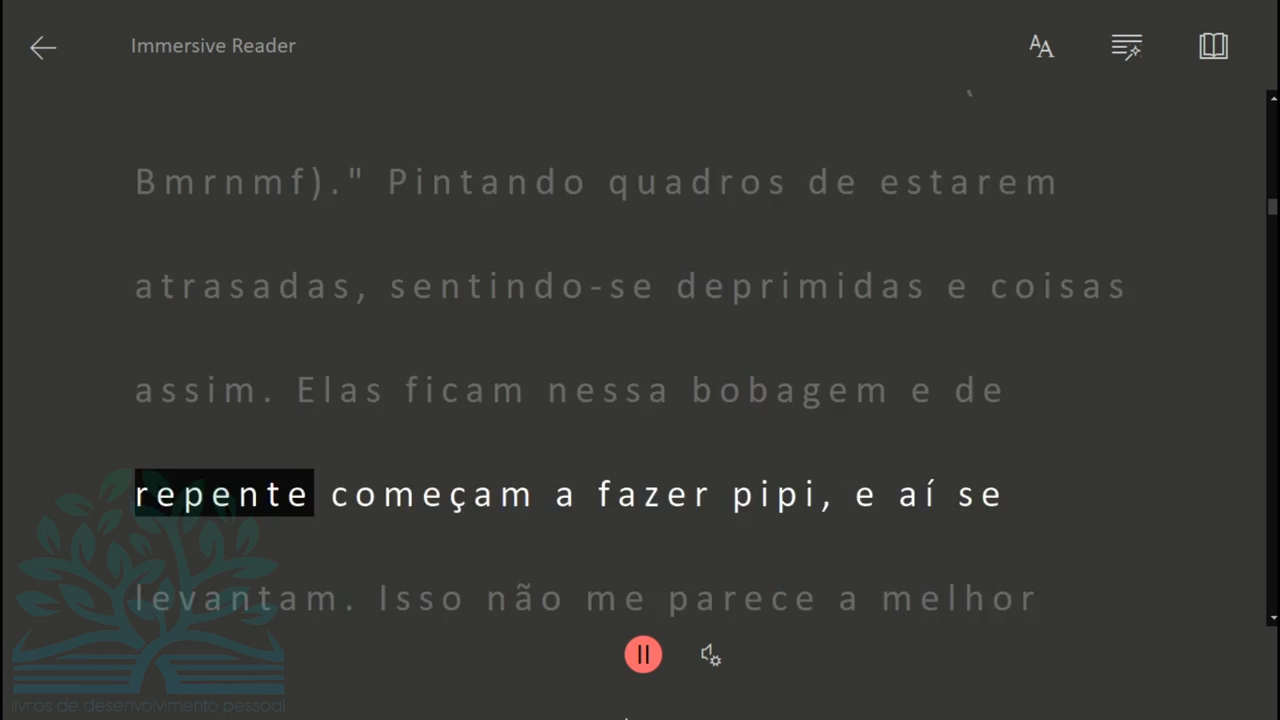 Immersive Reader
Bmrnmf)." Pintando quadros de estarem
atrasadas, sentindo-se deprimidas e coisas
assim. Elas ficam nessa bobagem e de
repente começam a fazer pipi, e aí se
levantam. Isso não me parece a melhor
livros de desenvolvimento pessoal